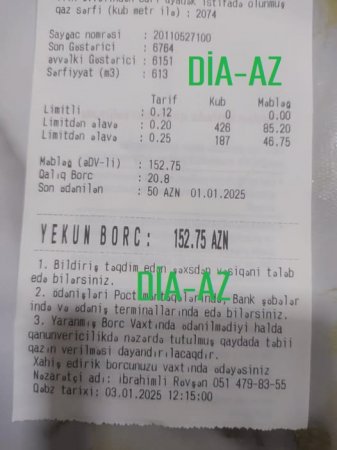 qaz sərfi (kub metr ilə) : 2074
Sayğac nomrəsi : 20110527100
Son Göstərici : 6764
əvvəlki Göstərici : 6151
Sərfiyyat (m3) : 613
DİA-AZ
Tarif Kub Məbləğ
Limitli : 0.12 0 0.00
Limitdən əlavə : 0.20 426 85.20
Limitdən əlavə : 0.25 187 46.75
Məbləğ (ƏDV-li) : 152.75
Qalıq Borc : 20.8
Son ödənilən : 50 AZN 01.01.2025
YEKUN BORC: 152.75 AZN
1. Bildiriş təqdim edən şəxsdən vəsiqəni tələb
edə bilərsiniz.
DİA-AZ
2. ödənişləri Poct məntəqələrində, Bank şöbələr
ində və ödəniş terminallarında edə bilərsiniz.
3. Yaranmış Borc Vaxtında ödənilmədiyi halda
qanunvericilikdə nəzərdə tutulmuş qaydada təbii
qazın verilməsi dayandırılacaqdır.
Xahiş edirik borcunuzu vaxtında ödəyəsiniz
Nəzarətçi adı: ibrahimli Rövşən 051 479-83-55
Qəbz tarixi: 03.01.2025 12:15:00